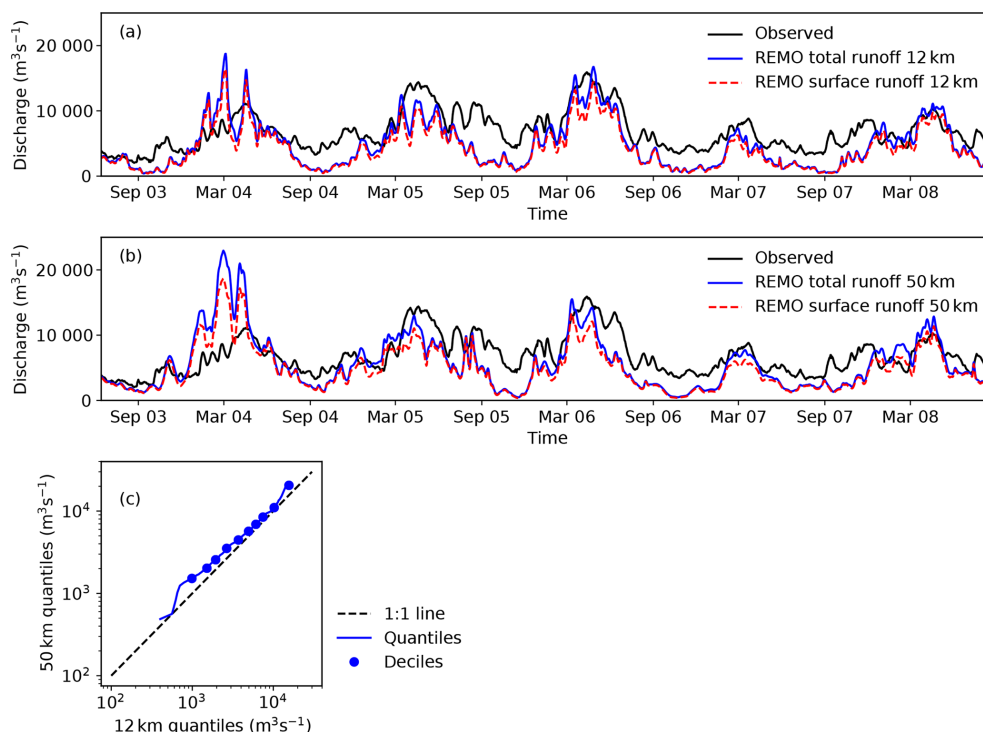 (a)
Observed
REMO total runoff 12 km
REMO surface runoff 12 km
Discharge (m³s⁻¹)
20 000
10 000
0
Sep 03 Mar 04 Sep 04 Mar 05 Sep 05 Mar 06 Sep 06 Mar 07 Sep 07 Mar 08
Time
(b)
Observed
REMO total runoff 50 km
REMO surface runoff 50 km
Discharge (m³s⁻¹)
20 000
10 000
0
Sep 03 Mar 04 Sep 04 Mar 05 Sep 05 Mar 06 Sep 06 Mar 07 Sep 07 Mar 08
Time
(c)
50 km quantiles (m³s⁻¹)
10⁴
10³
10²
10² 10³ 10⁴
12 km quantiles (m³s⁻¹)
1:1 line
Quantiles
Deciles